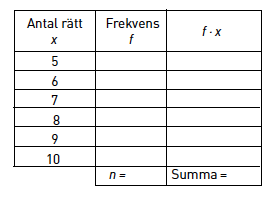 Antal rätt Frekvens f · x
x f
5
6
7
8
9
10
n = Summa =